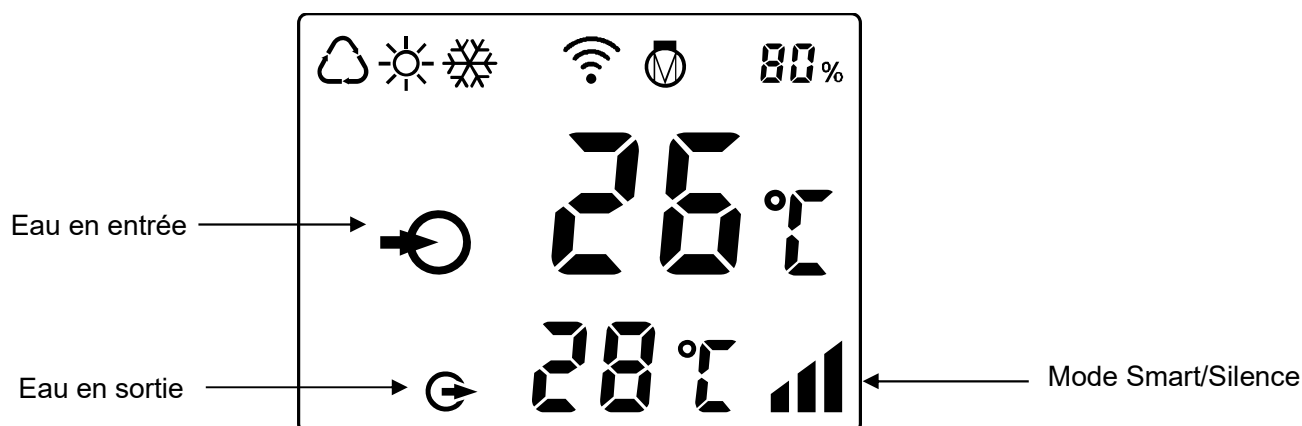 80%
26°C
Eau en entrée
28°C
Eau en sortie
Mode Smart/Silence